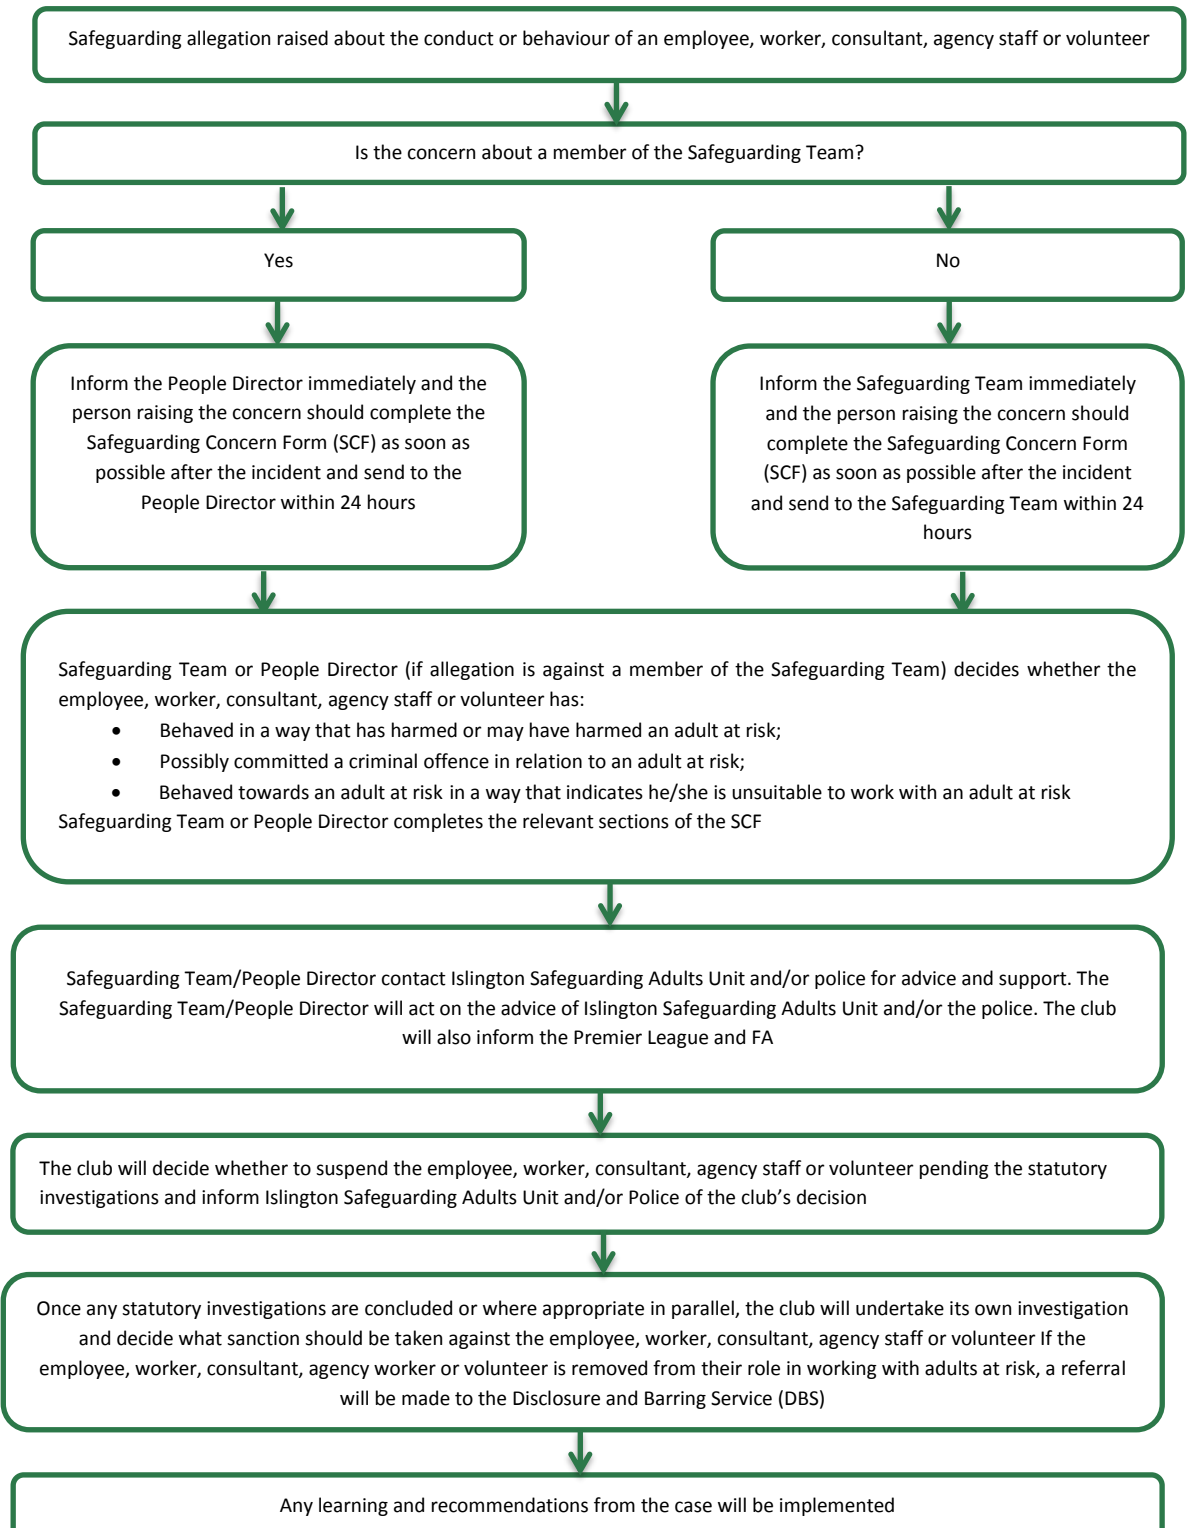 Safeguarding allegation raised about the conduct or behaviour of an employee, worker, consultant, agency staff or volunteer
Is the concern about a member of the Safeguarding Team?
Yes
No
Inform the People Director immediately and the
person raising the concern should complete the
Safeguarding Concern Form (SCF) as soon as
possible after the incident and send to the
People Director within 24 hours
Inform the Safeguarding Team immediately
and the person raising the concern should
complete the Safeguarding Concern Form
(SCF) as soon as possible after the incident
and send to the Safeguarding Team within 24
hours
Safeguarding Team or People Director (if allegation is against a member of the Safeguarding Team) decides whether the
employee, worker, consultant, agency staff or volunteer has:
• Behaved in a way that has harmed or may have harmed an adult at risk;
• Possibly committed a criminal offence in relation to an adult at risk;
• Behaved towards an adult at risk in a way that indicates he/she is unsuitable to work with an adult at risk
Safeguarding Team or People Director completes the relevant sections of the SCF
Safeguarding Team/People Director contact Islington Safeguarding Adults Unit and/or police for advice and support. The
Safeguarding Team/People Director will act on the advice of Islington Safeguarding Adults Unit and/or the police. The club
will also inform the Premier League and FA
The club will decide whether to suspend the employee, worker, consultant, agency staff or volunteer pending the statutory
investigations and inform Islington Safeguarding Adults Unit and/or Police of the club’s decision
Once any statutory investigations are concluded or where appropriate in parallel, the club will undertake its own investigation
and decide what sanction should be taken against the employee, worker, consultant, agency staff or volunteer If the
employee, worker, consultant, agency worker or volunteer is removed from their role in working with adults at risk, a referral
will be made to the Disclosure and Barring Service (DBS)
Any learning and recommendations from the case will be implemented